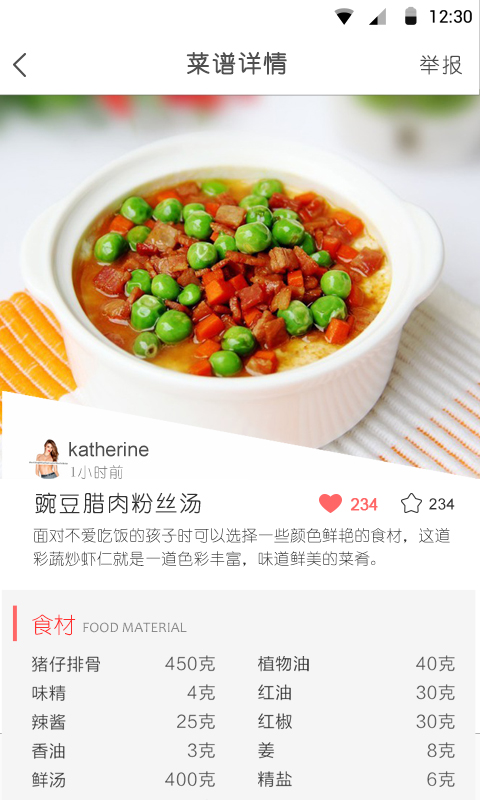 12:30
菜谱详情
举报
katherine
1小时前
豌豆腊肉粉丝汤
234
234
面对不爱吃饭的孩子时可以选择一些颜色鲜艳的食材，这道
彩蔬炒虾仁就是一道色彩丰富，味道鲜美的菜肴。
食材 FOOD MATERIAL
猪仔排骨 450克 植物油 40克
味精 4克 红油 30克
辣酱 25克 红椒 30克
香油 3克 姜 8克
鲜汤 400克 精盐 6克